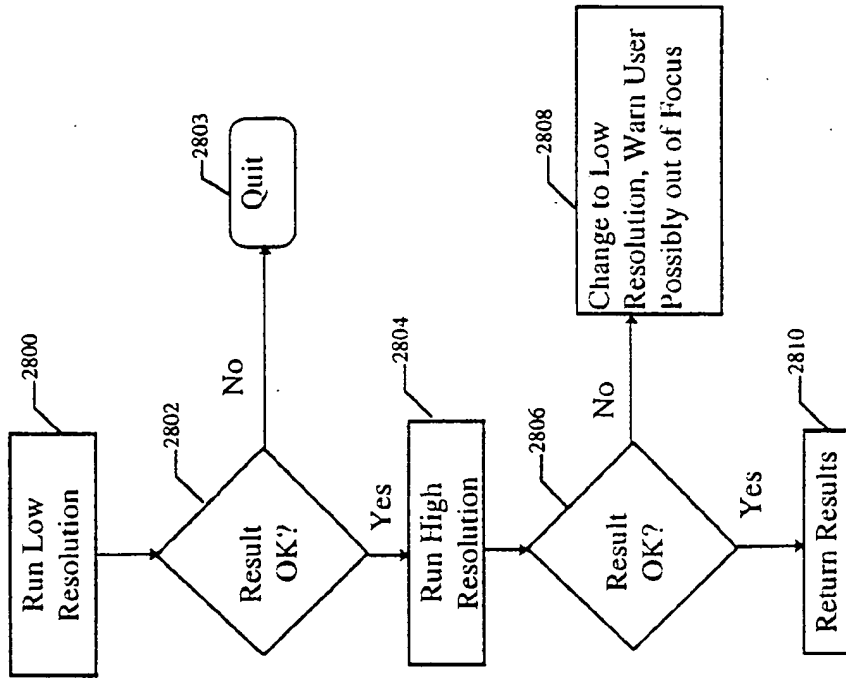 2800
Run Low
Resolution
2802
Result
OK?
No
2803
Quit
Yes
2804
Run High
Resolution
2806
Result
OK?
No
2808
Change to Low
Resolution, Warn User
Possibly out of Focus
Yes
2810
Return Results